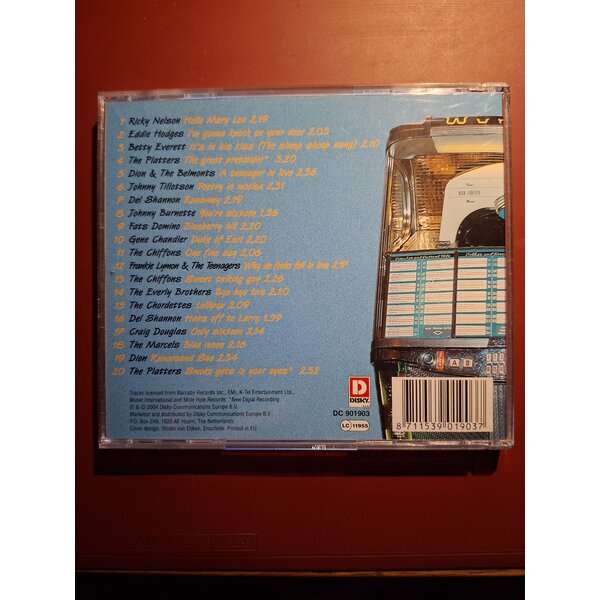 1 Ricky Nelson Hello Mary Lou 2,19
2 Eddie Hodges I'm gonna knock on your door 2,05
3 Betty Everett It's in his kiss (The shoop shoop song) 2,10
4 The Platters The great pretender* 3,20
5 Dion & The Belmonts A teenager in love 2,36
6 Johnny Tillotson Poetry in motion 2,31
7 Del Shannon Runaway 2,19
8 Johnny Burnette You're sixteen 1,56
9 Fats Domino Blueberry hill 2,20
10 Gene Chandler Duke of Earl 2,20
11 The Chiffons One fine day 2,06
12 Frankie Lymon & The Teenagers Why do fools fall in love 2,17
13 The Chiffons Sweet talking guy 2,26
14 The Everly Brothers Bye bye love 2,20
15 The Chordettes Lollipop 2,09
16 Del Shannon Hats off to Larry 1,59
17 Craig Douglas Only sixteen 2,14
18 The Marcels Blue moon 2,16
19 Dion Runaround Sue 2,34
20 The Platters Smoke gets in your eyes* 2,32
Tracks licensed from Barnaby Records Inc., EMI, K-Tel Entertainment Ltd.,
Music International and Mole Hole Records *New Digital Recording
℗ & © 2004 Disky Communications Europe B.V.
Marketed and distributed by Disky Communications Europe B.V.
P.O. Box 248, 1620 AE Hoorn, The Netherlands.
Cover design: Studio van Dijken, Enschede. Printed in EU
DISKY
DC 901903
LC 11955
8 711539 019037
HIGH FIDELITY
A B